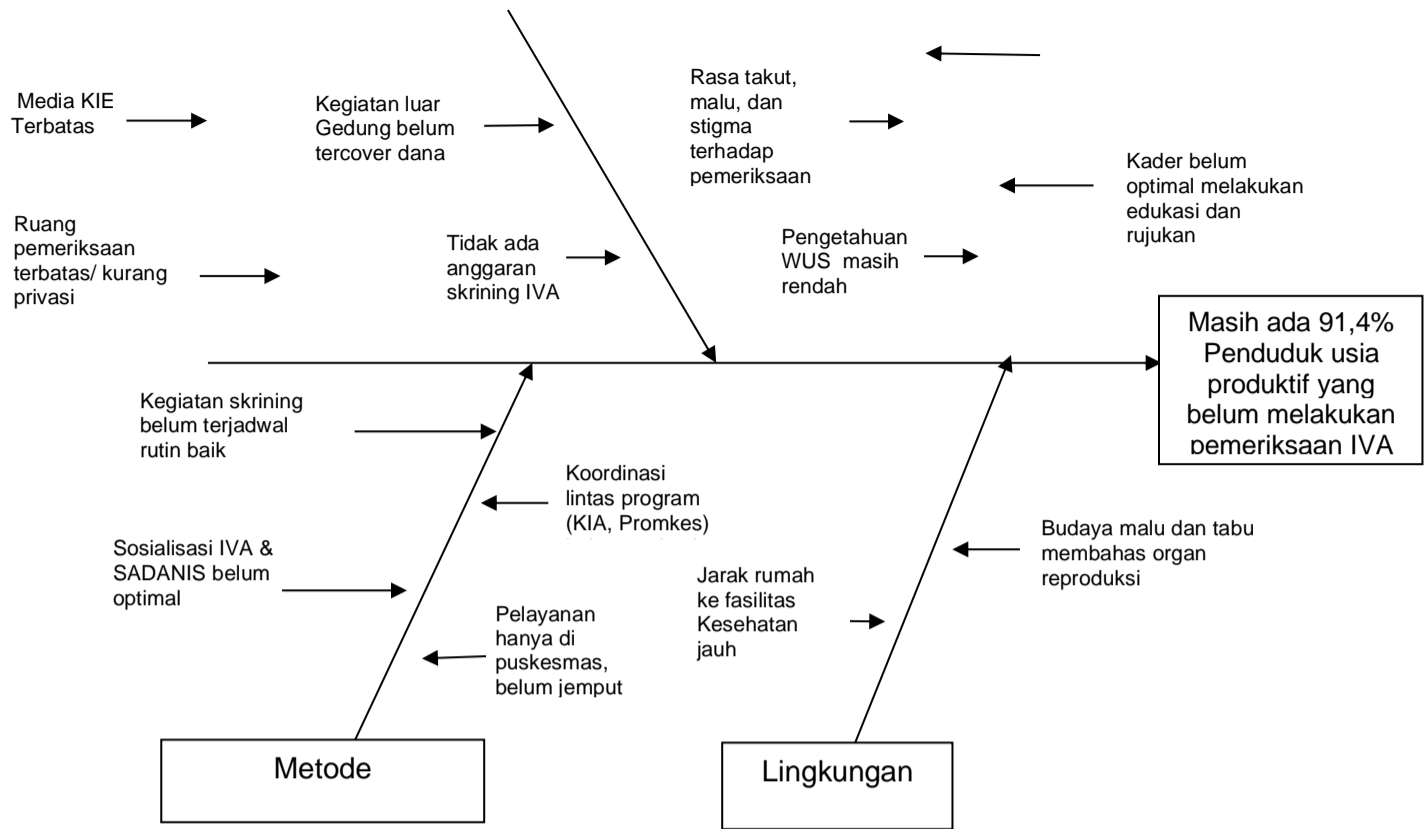 Media KIE
Terbatas
Kegiatan luar
Gedung belum
tercover dana
Rasa takut,
malu, dan
stigma
terhadap
pemeriksaan
Kader belum
optimal melakukan
edukasi dan
rujukan
Ruang
pemeriksaan
terbatas/ kurang
privasi
Tidak ada
anggaran
skrining IVA
Pengetahuan
WUS masih
rendah
Masih ada 91,4%
Penduduk usia
produktif yang
belum melakukan
pemeriksaan IVA
Kegiatan skrining
belum terjadwal
rutin baik
Koordinasi
lintas program
(KIA, Promkes)
Sosialisasi IVA &
SADANIS belum
optimal
Pelayanan
hanya di
puskesmas,
belum jemput
Jarak rumah
ke fasilitas
Kesehatan
jauh
Budaya malu dan tabu
membahas organ
reproduksi
Metode
Lingkungan